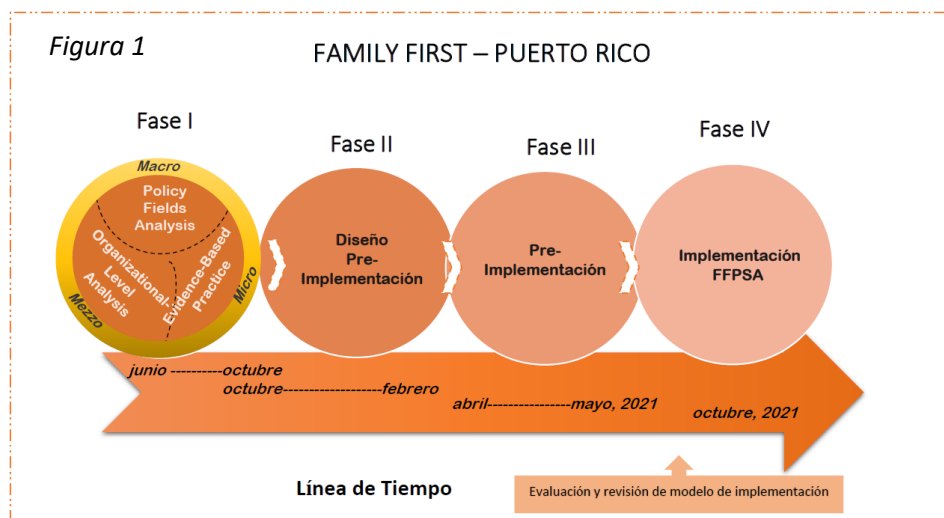 Figura 1
FAMILY FIRST – PUERTO RICO
Fase I
Fase II
Fase III
Fase IV
Macro
Policy
Fields
Analysis
Organizational-
Level
Analysis
Evidence-Based
Practice
Mezzo
Micro
Diseño
Pre-
Implementación
Pre-
Implementación
Implementación
FFPSA
junio ----------octubre
octubre-------------------febrero
abril----------------mayo, 2021
octubre, 2021
Línea de Tiempo
Evaluación y revisión de modelo de implementación